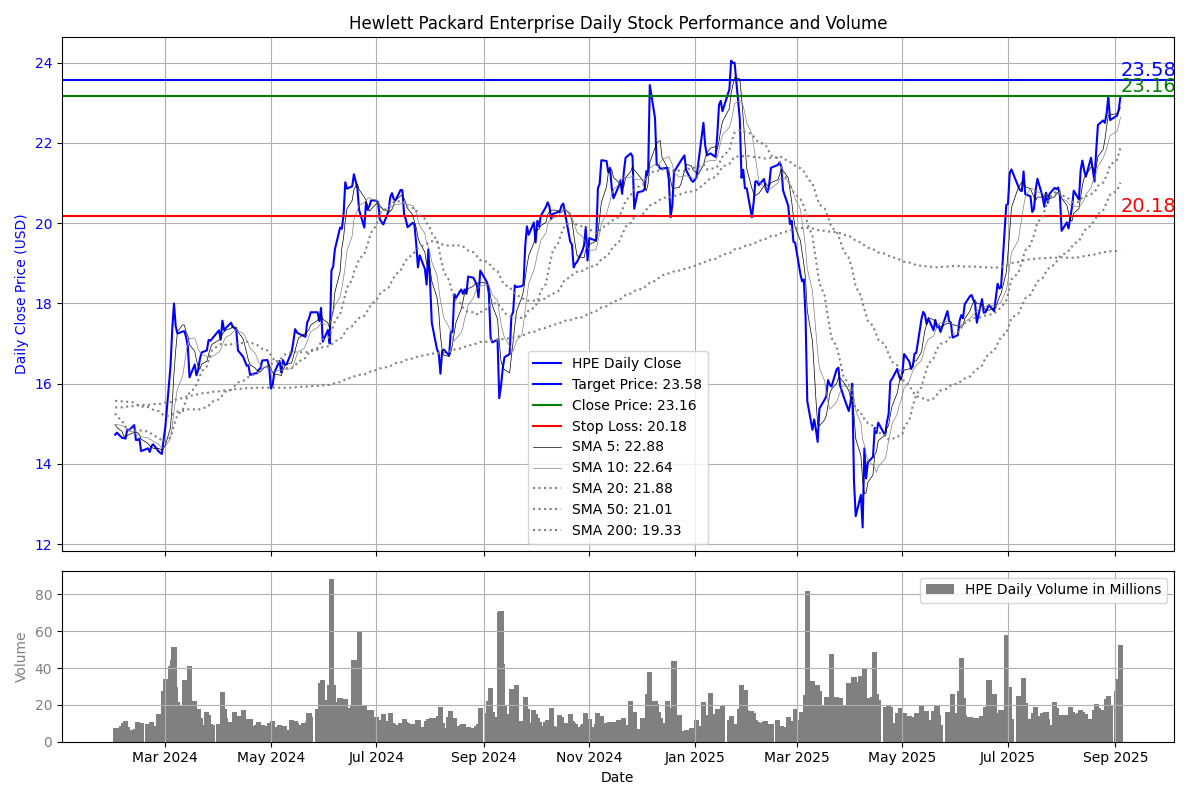 Hewlett Packard Enterprise Daily Stock Performance and Volume
Daily Close Price (USD)
24
22
20
18
16
14
12
23.58
23.16
20.18
HPE Daily Close
Target Price: 23.58
Close Price: 23.16
Stop Loss: 20.18
SMA 5: 22.88
SMA 10: 22.64
SMA 20: 21.88
SMA 50: 21.01
SMA 200: 19.33
Volume
80
60
40
20
0
HPE Daily Volume in Millions
Mar 2024 May 2024 Jul 2024 Sep 2024 Nov 2024 Jan 2025 Mar 2025 May 2025 Jul 2025 Sep 2025
Date